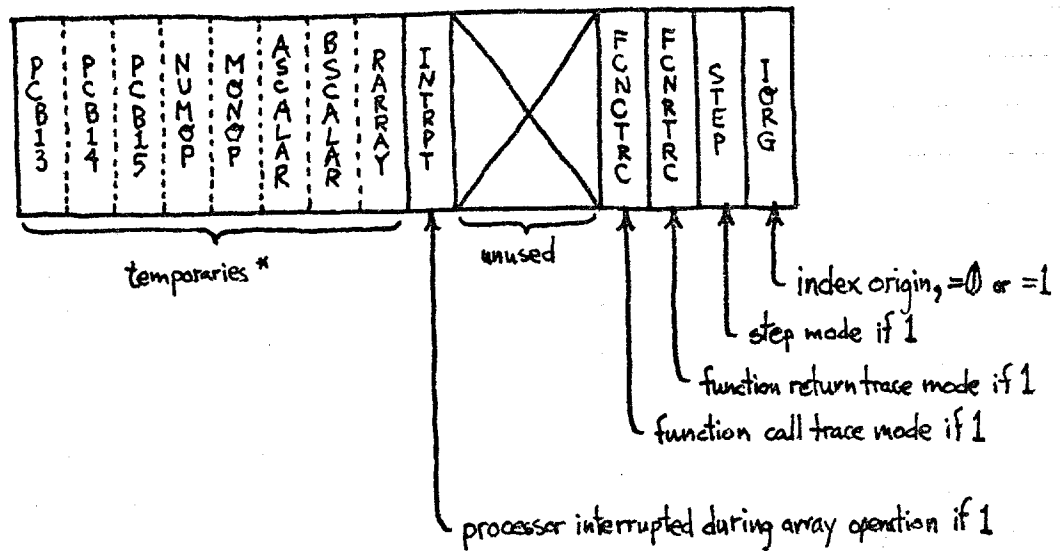 PCB13
PCB14
PCB15
NUMOP
MONOP
ASCALAR
BSCALAR
RARRAY
INTRPT
FCNCTRC
FCNRTRC
STEP
IORG
temporaries *
unused
index origin, =0 or =1
step mode if 1
function return trace mode if 1
function call trace mode if 1
processor interrupted during array operation if 1